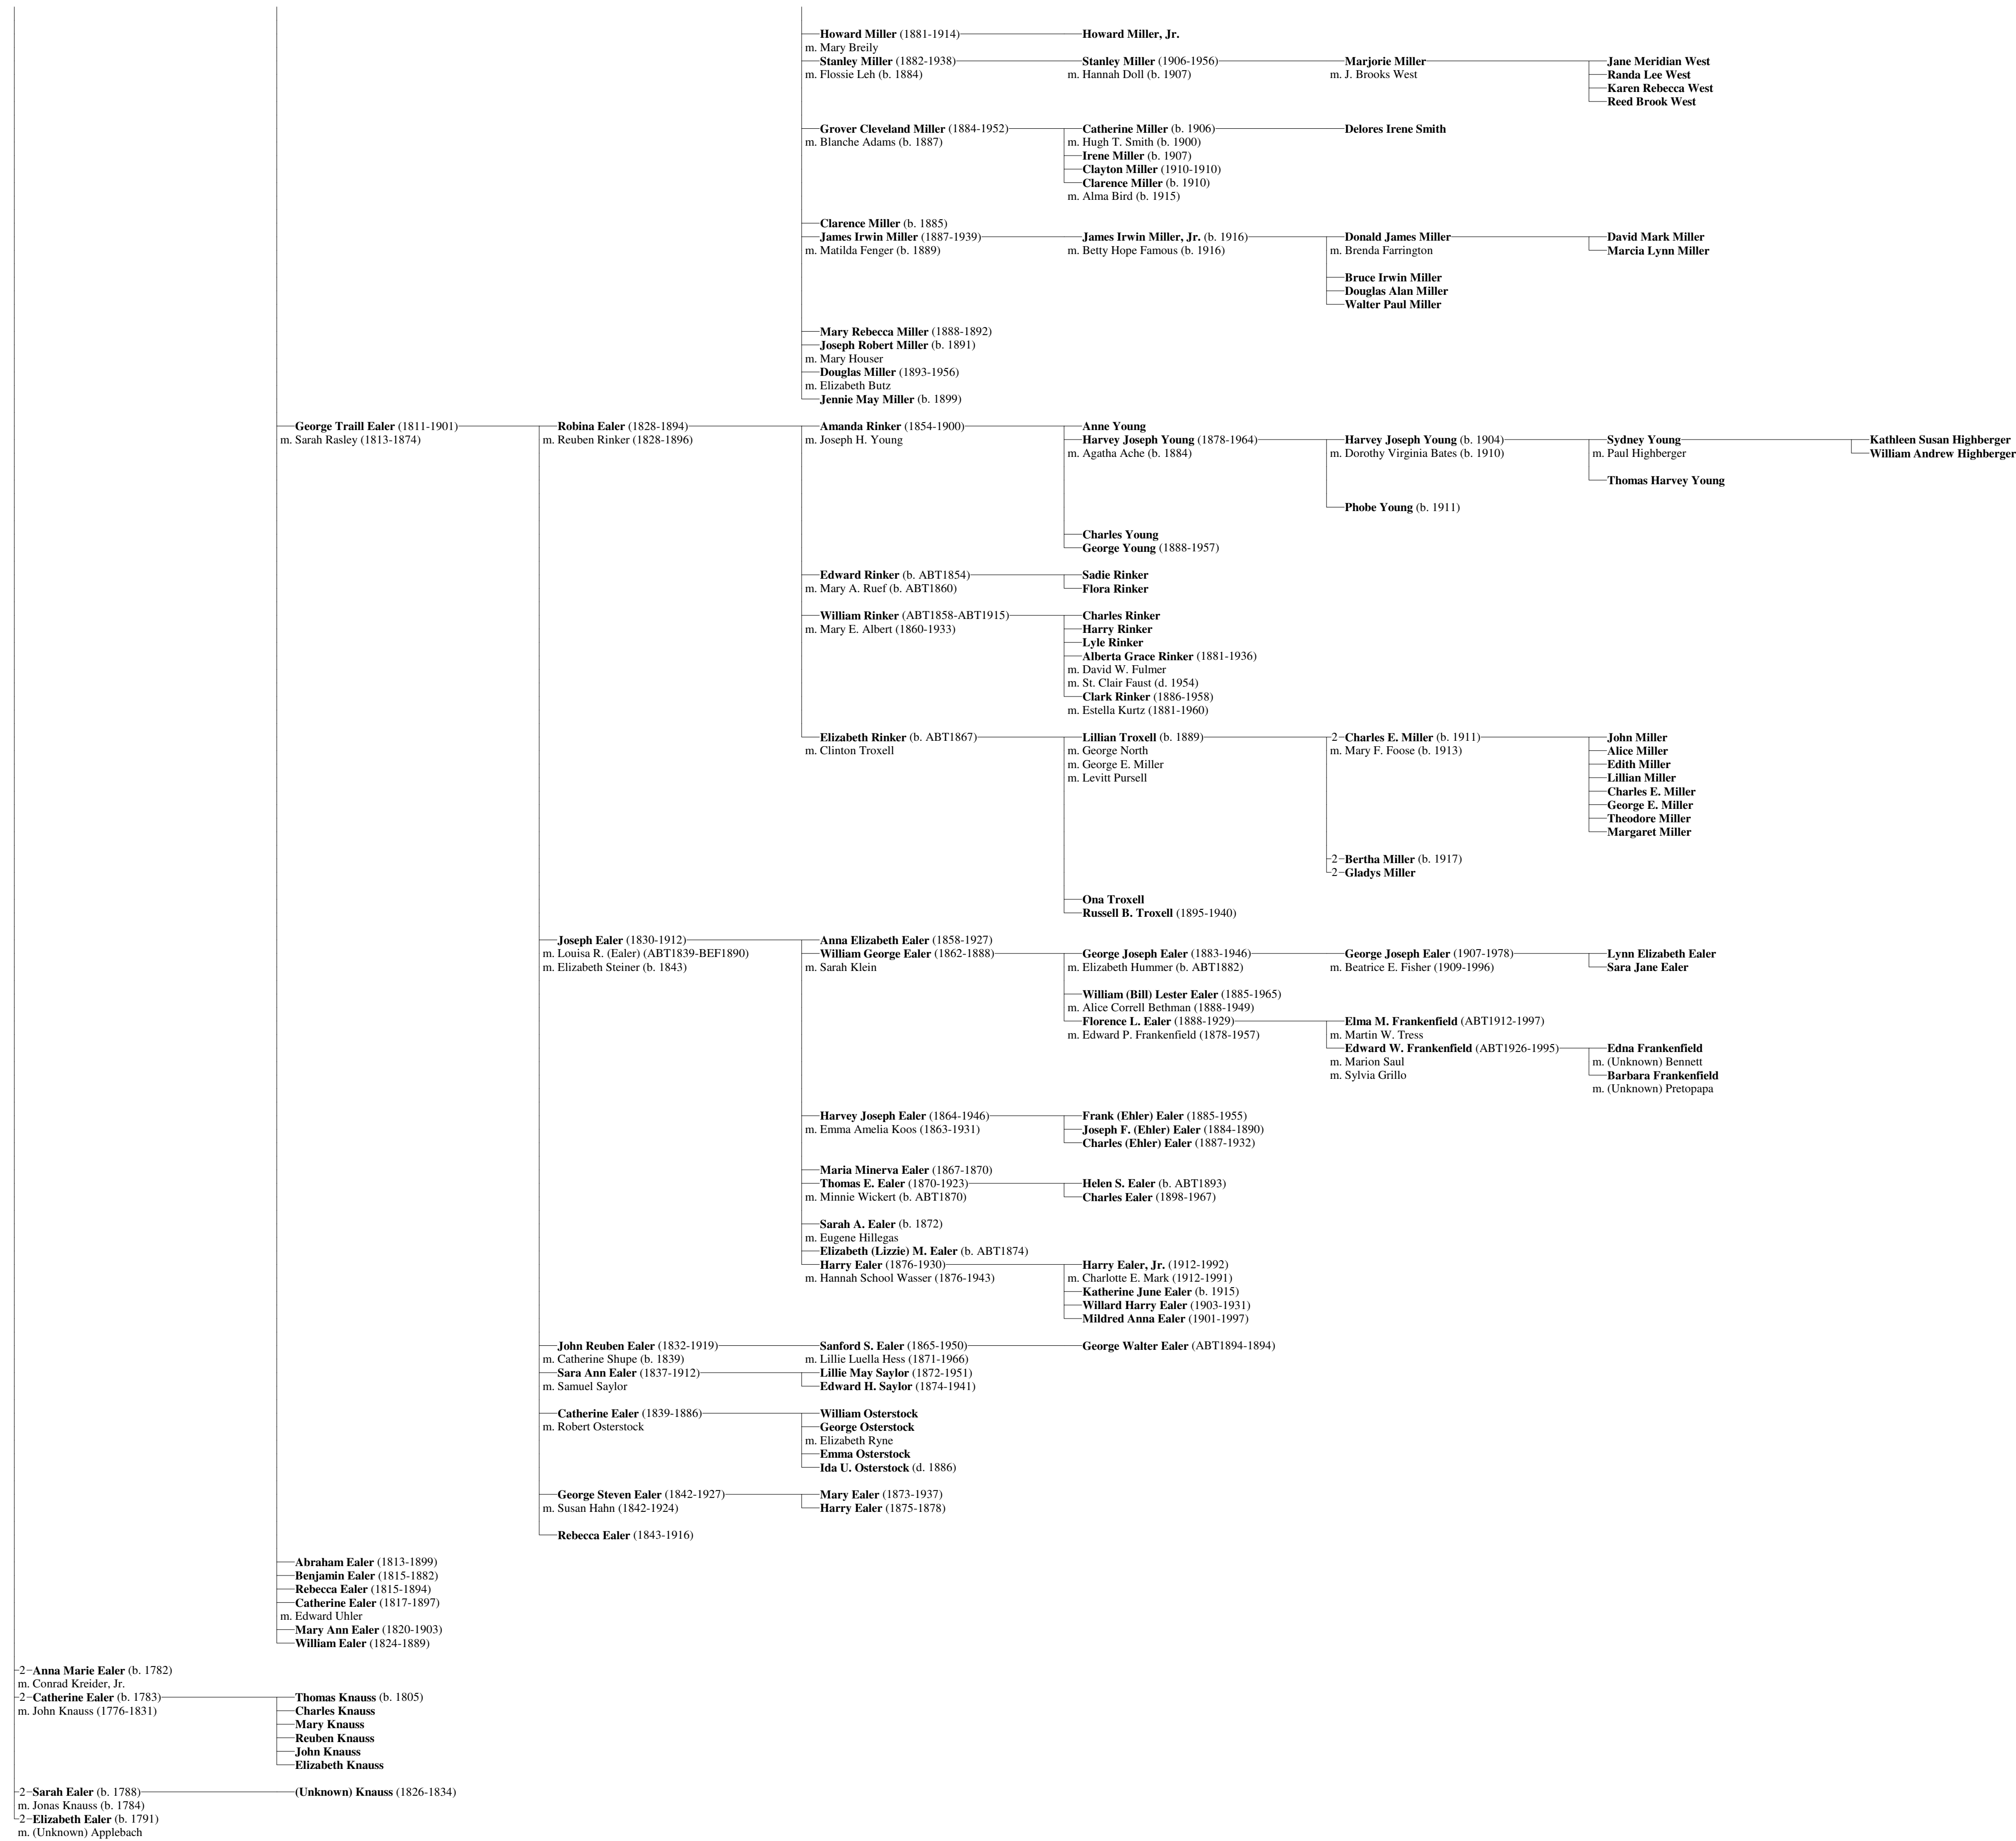 Howard Miller (1881-1914) Howard Miller, Jr.
m. Mary Breily
Stanley Miller (1882-1938) Stanley Miller (1906-1956) Marjorie Miller Jane Meridian West
m. Flossie Leh (b. 1884) m. Hannah Doll (b. 1907) m. J. Brooks West Randa Lee West
Karen Rebecca West
Reed Brook West
Grover Cleveland Miller (1884-1952) Catherine Miller (b. 1906) Delores Irene Smith
m. Blanche Adams (b. 1887) m. Hugh T. Smith (b. 1900)
Irene Miller (b. 1907)
Clayton Miller (1910-1910)
Clarence Miller (b. 1910)
m. Alma Bird (b. 1915)
Clarence Miller (b. 1885)
James Irwin Miller (1887-1939) James Irwin Miller, Jr. (b. 1916) Donald James Miller David Mark Miller
m. Matilda Fenger (b. 1889) m. Betty Hope Famous (b. 1916) m. Brenda Farrington Marcia Lynn Miller
Bruce Irwin Miller
Douglas Alan Miller
Walter Paul Miller
Mary Rebecca Miller (1888-1892)
Joseph Robert Miller (b. 1891)
m. Mary Houser
Douglas Miller (1893-1956)
m. Elizabeth Butz
Jennie May Miller (b. 1899)
George Traill Ealer (1811-1901) Robina Ealer (1828-1894) Amanda Rinker (1854-1900) Anne Young
m. Sarah Rasley (1813-1874) m. Reuben Rinker (1828-1896) m. Joseph H. Young Harvey Joseph Young (1878-1964) Harvey Joseph Young (b. 1904) Sydney Young Kathleen Susan Highberger
m. Agatha Ache (b. 1884) m. Dorothy Virginia Bates (b. 1910) m. Paul Highberger William Andrew Highberger
Thomas Harvey Young
Phobe Young (b. 1911)
Charles Young
George Young (1888-1957)
Edward Rinker (b. ABT1854) Sadie Rinker
m. Mary A. Ruef (b. ABT1860) Flora Rinker
William Rinker (ABT1858-ABT1915) Charles Rinker
m. Mary E. Albert (1860-1933) Harry Rinker
Lyle Rinker
Alberta Grace Rinker (1881-1936)
m. David W. Fulmer
m. St. Clair Faust (d. 1954)
Clark Rinker (1886-1958)
m. Estella Kurtz (1881-1960)
Elizabeth Rinker (b. ABT1867) Lillian Troxell (b. 1889) 2 Charles E. Miller (b. 1911) John Miller
m. Clinton Troxell m. George North m. Mary F. Foose (b. 1913) Alice Miller
m. George E. Miller Edith Miller
m. Levitt Pursell Lillian Miller
Charles E. Miller
George E. Miller
Theodore Miller
Margaret Miller
2 Bertha Miller (b. 1917)
2 Gladys Miller
Ona Troxell
Russell B. Troxell (1895-1940)
Joseph Ealer (1830-1912) Anna Elizabeth Ealer (1858-1927)
m. Louisa R. (Ealer) (ABT1839-BEF1890) William George Ealer (1862-1888) George Joseph Ealer (1883-1946) George Joseph Ealer (1907-1978) Lynn Elizabeth Ealer
m. Elizabeth Steiner (b. 1843) m. Sarah Klein m. Elizabeth Hummer (b. ABT1882) m. Beatrice E. Fisher (1909-1996) Sara Jane Ealer
William (Bill) Lester Ealer (1885-1965)
m. Alice Correll Bethman (1888-1949)
Florence L. Ealer (1888-1929) Elma M. Frankenfield (ABT1912-1997)
m. Edward P. Frankenfield (1878-1957) m. Martin W. Tress
Edward W. Frankenfield (ABT1926-1995) Edna Frankenfield
m. Marion Saul m. (Unknown) Bennett
m. Sylvia Grillo Barbara Frankenfield
m. (Unknown) Pretopapa
Harvey Joseph Ealer (1864-1946) Frank (Ehler) Ealer (1885-1955)
m. Emma Amelia Koos (1863-1931) Joseph F. (Ehler) Ealer (1884-1890)
Charles (Ehler) Ealer (1887-1932)
Maria Minerva Ealer (1867-1870)
Thomas E. Ealer (1870-1923) Helen S. Ealer (b. ABT1893)
m. Minnie Wickert (b. ABT1870) Charles Ealer (1898-1967)
Sarah A. Ealer (b. 1872)
m. Eugene Hillegas
Elizabeth (Lizzie) M. Ealer (b. ABT1874)
Harry Ealer (1876-1930) Harry Ealer, Jr. (1912-1992)
m. Hannah School Wasser (1876-1943) m. Charlotte E. Mark (1912-1991)
Katherine June Ealer (b. 1915)
Willard Harry Ealer (1903-1931)
Mildred Anna Ealer (1901-1997)
John Reuben Ealer (1832-1919) Sanford S. Ealer (1865-1950) George Walter Ealer (ABT1894-1894)
m. Catherine Shupe (b. 1839) m. Lillie Luella Hess (1871-1966)
Sara Ann Ealer (1837-1912) Lillie May Saylor (1872-1951)
m. Samuel Saylor Edward H. Saylor (1874-1941)
Catherine Ealer (1839-1886) William Osterstock
m. Robert Osterstock George Osterstock
m. Elizabeth Ryne
Emma Osterstock
Ida U. Osterstock (d. 1886)
George Steven Ealer (1842-1927) Mary Ealer (1873-1937)
m. Susan Hahn (1842-1924) Harry Ealer (1875-1878)
Rebecca Ealer (1843-1916)
Abraham Ealer (1813-1899)
Benjamin Ealer (1815-1882)
Rebecca Ealer (1815-1894)
Catherine Ealer (1817-1897)
m. Edward Uhler
Mary Ann Ealer (1820-1903)
William Ealer (1824-1889)
2 Anna Marie Ealer (b. 1782)
m. Conrad Kreider, Jr.
2 Catherine Ealer (b. 1783) Thomas Knauss (b. 1805)
m. John Knauss (1776-1831) Charles Knauss
Mary Knauss
Reuben Knauss
John Knauss
Elizabeth Knauss
2 Sarah Ealer (b. 1788) (Unknown) Knauss (1826-1834)
m. Jonas Knauss (b. 1784)
2 Elizabeth Ealer (b. 1791)
m. (Unknown) Applebach